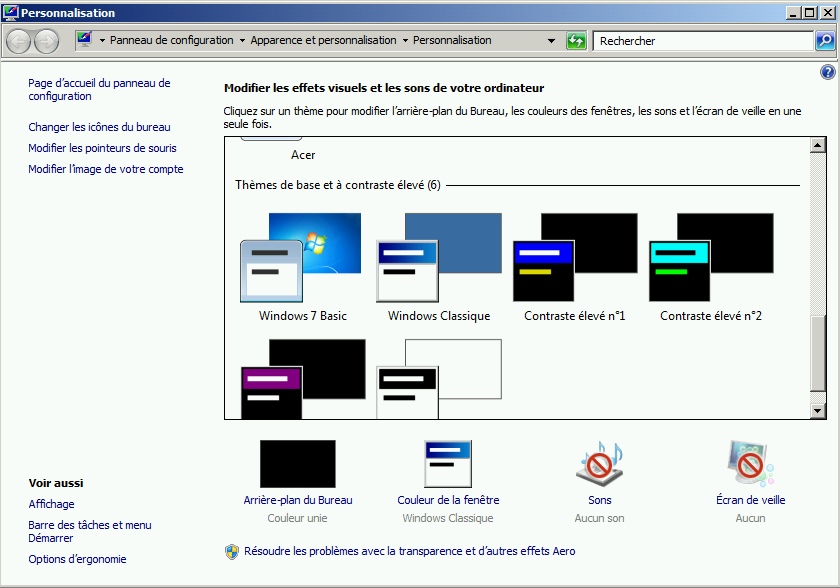 Personnalisation
Panneau de configuration
Apparence et personnalisation
Personnalisation
Rechercher
Page d'accueil du panneau de
configuration
Changer les icônes du bureau
Modifier les pointeurs de souris
Modifier l'image de votre compte
Modifier les effets visuels et les sons de votre ordinateur
Cliquez sur un thème pour modifier l'arrière-plan du Bureau, les couleurs des fenêtres, les sons et l'écran de veille en une
seule fois.
Acer
Thèmes de base et à contraste élevé (6)
Windows 7 Basic
Windows Classique
Contraste élevé n°1
Contraste élevé n°2
Arrière-plan du Bureau
Couleur unie
Couleur de la fenêtre
Windows Classique
Sons
Aucun son
Écran de veille
Aucun
Voir aussi
Affichage
Barre des tâches et menu
Démarrer
Options d'ergonomie
Résoudre les problèmes avec la transparence et d'autres effets Aero